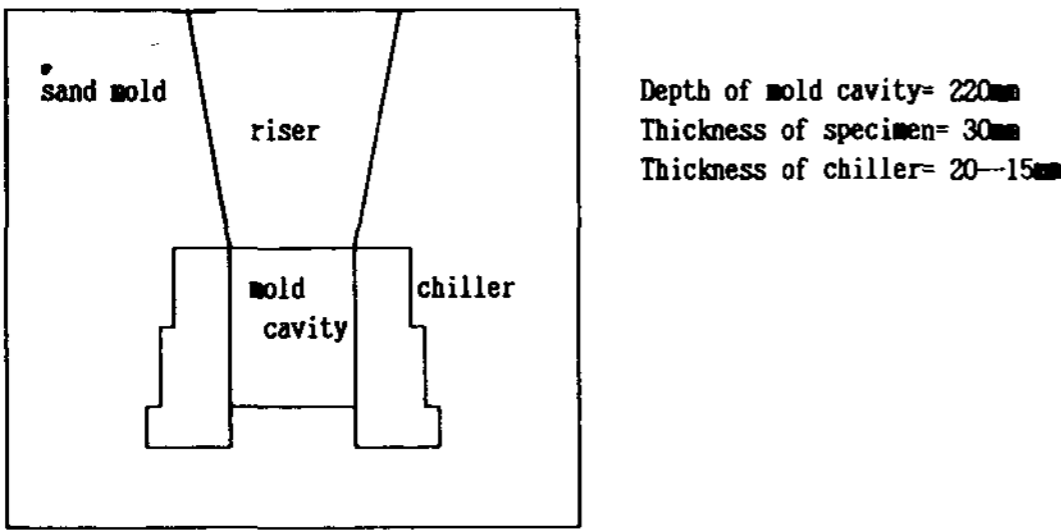 sand mold
riser
mold
cavity
chiller
Depth of mold cavity= 220mm
Thickness of specimen= 30mm
Thickness of chiller= 20—15mm